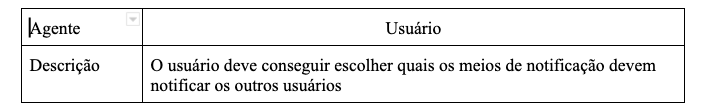 Agente Usuário
Descrição O usuário deve conseguir escolher quais os meios de notificação devem
notificar os outros usuários